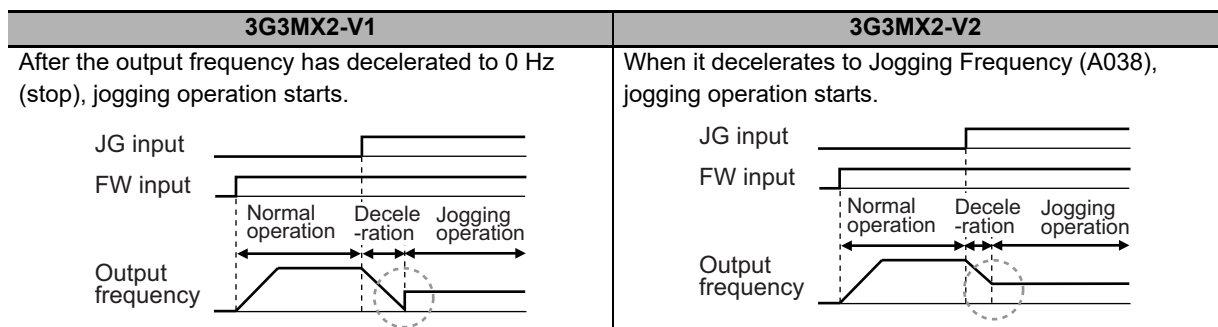 3G3MX2-V1
3G3MX2-V2
After the output frequency has decelerated to 0 Hz
(stop), jogging operation starts.
JG input
FW input
Normal
operation
Decele
-ration
Jogging
operation
Output
frequency
When it decelerates to Jogging Frequency (A038),
jogging operation starts.
JG input
FW input
Normal
operation
Decele
-ration
Jogging
operation
Output
frequency